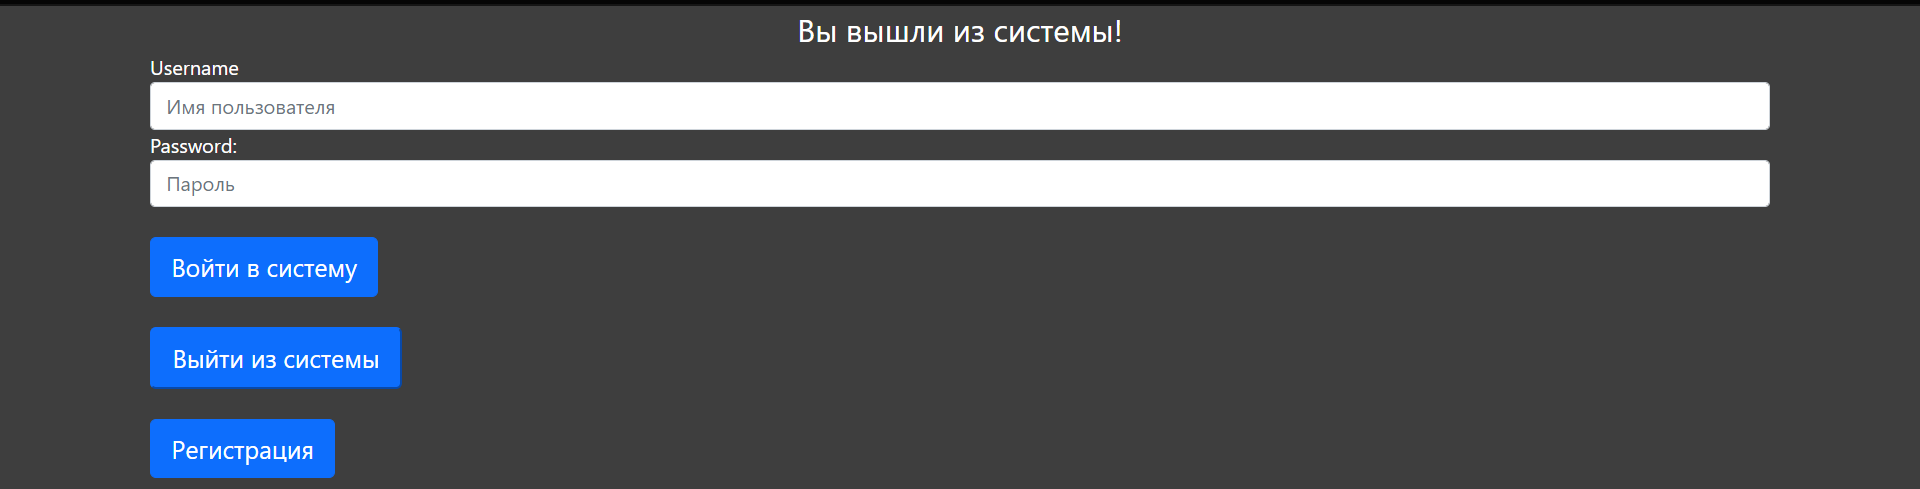 Вы вышли из системы!
Username
Имя пользователя
Password:
Пароль
Войти в систему
Выйти из системы
Регистрация